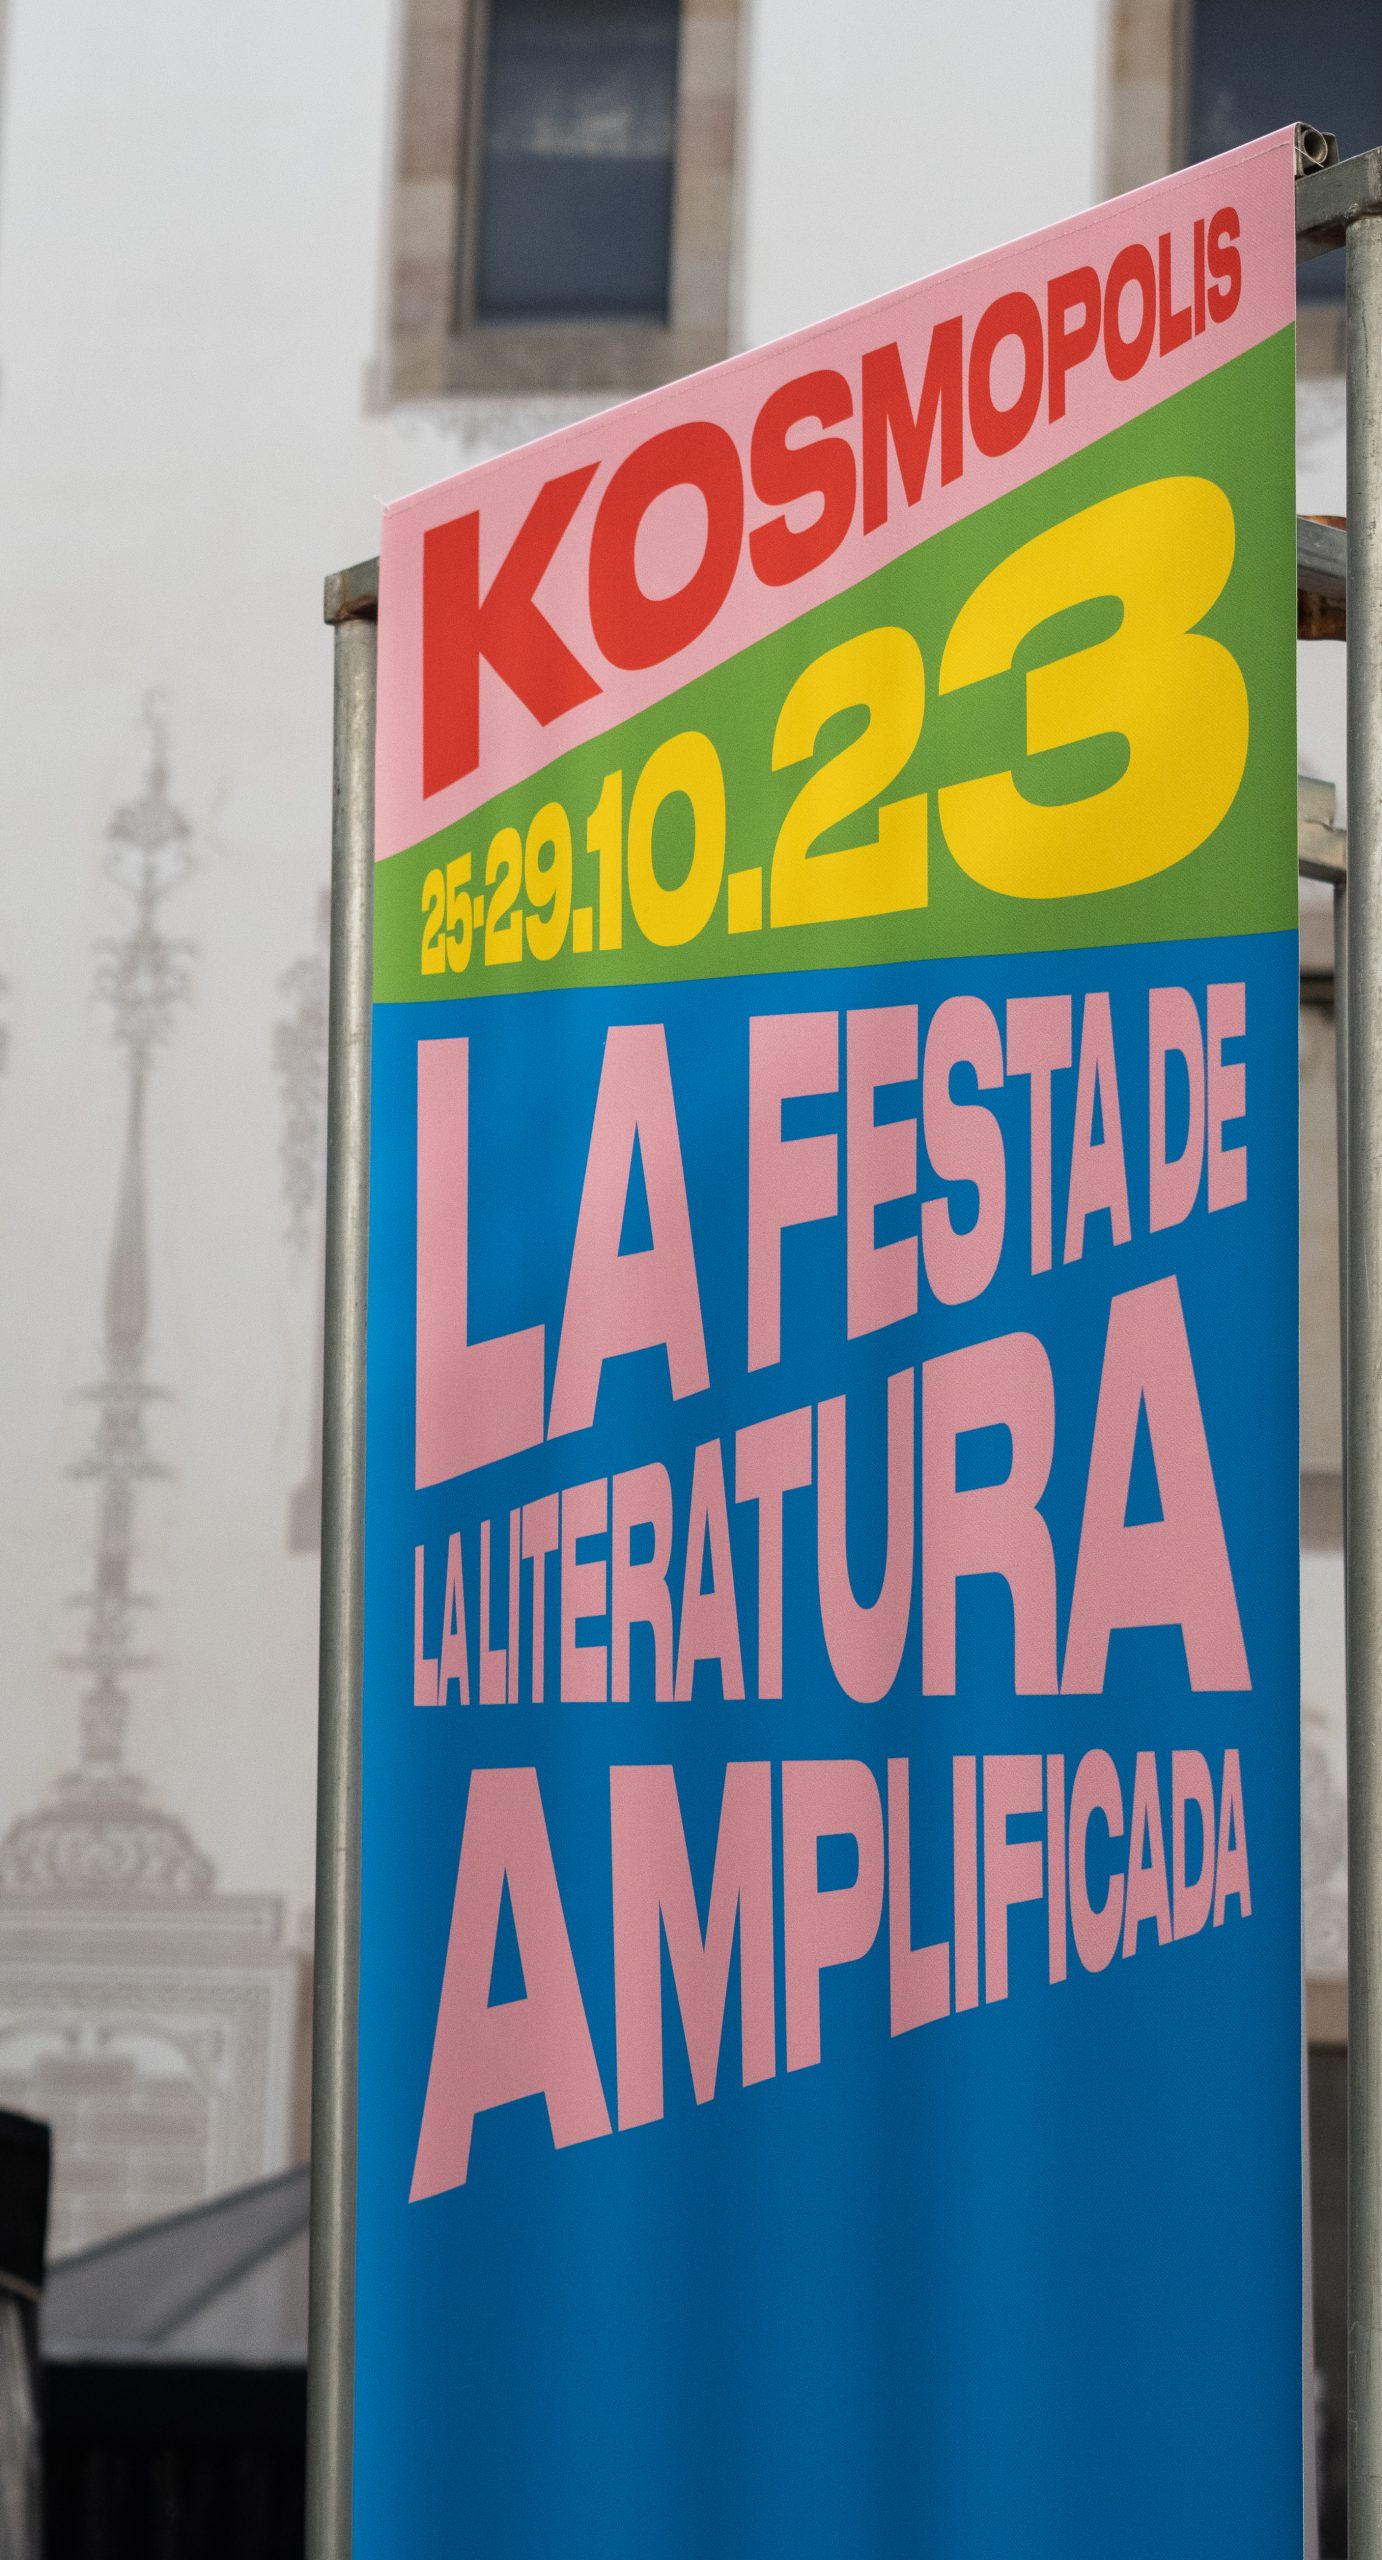 KOSMOPOLIS
25-29.10.23
LA FESTA DE
LA LITERATURA
AMPLIFICADA